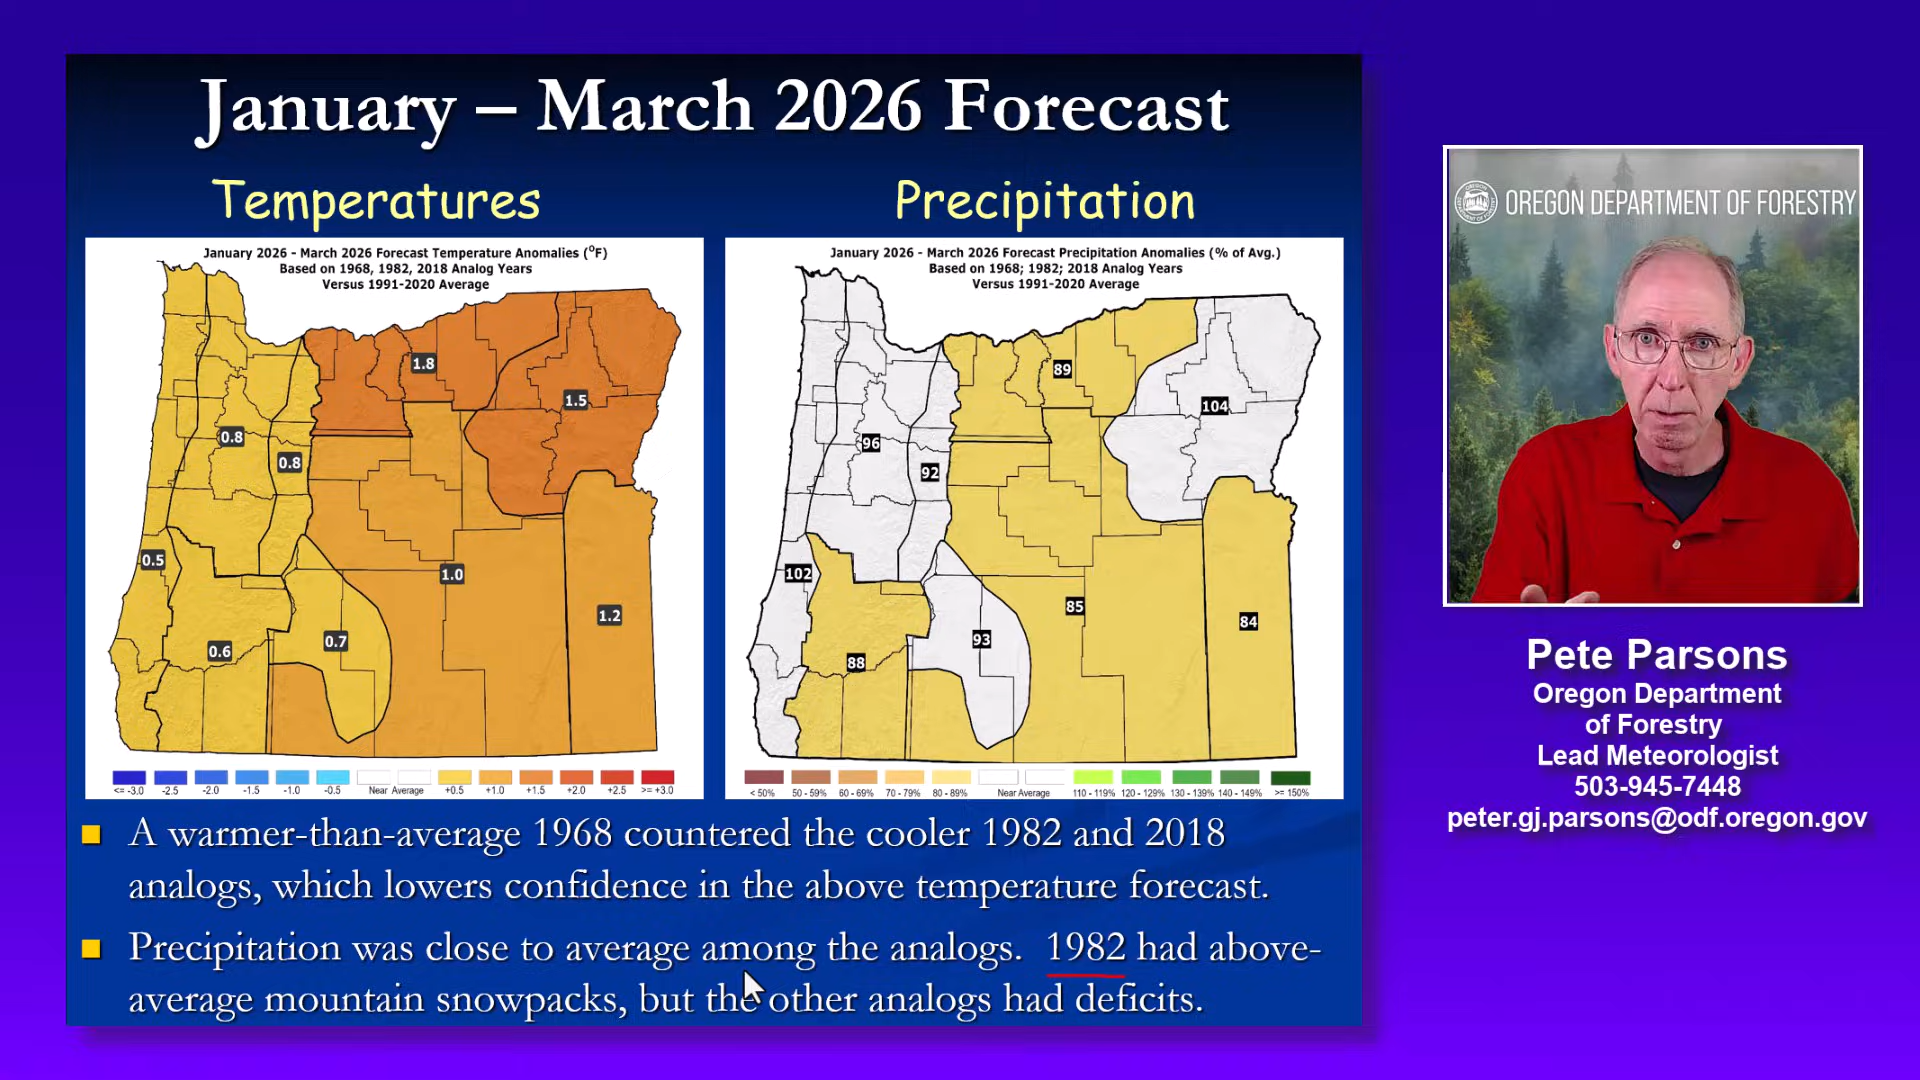 January – March 2026 Forecast
Temperatures
Precipitation
January 2026 - March 2026 Forecast Temperature Anomalies (°F)
Based on 1968, 1982, 2018 Analog Years
Versus 1991-2020 Average
1.8
1.5
0.8
0.8
0.5
1.0
1.2
0.7
0.6
<= -3.0 -2.5 -2.0 -1.5 -1.0 -0.5 Near Average +0.5 +1.0 +1.5 +2.0 +2.5 >= +3.0
January 2026 - March 2026 Forecast Precipitation Anomalies (% of Avg.)
Based on 1968; 1982; 2018 Analog Years
Versus 1991-2020 Average
89
104
96
92
102
85
84
93
88
< 50% 50 - 59% 60 - 69% 70 - 79% 80 - 89% Near Average 110 - 119% 120 - 129% 130 - 139% 140 - 149% >= 150%
A warmer-than-average 1968 countered the cooler 1982 and 2018
analogs, which lowers confidence in the above temperature forecast.
Precipitation was close to average among the analogs. 1982 had above-
average mountain snowpacks, but the other analogs had deficits.
OREGON DEPARTMENT OF FORESTRY
Pete Parsons
Oregon Department
of Forestry
Lead Meteorologist
503-945-7448
peter.gj.parsons@odf.oregon.gov